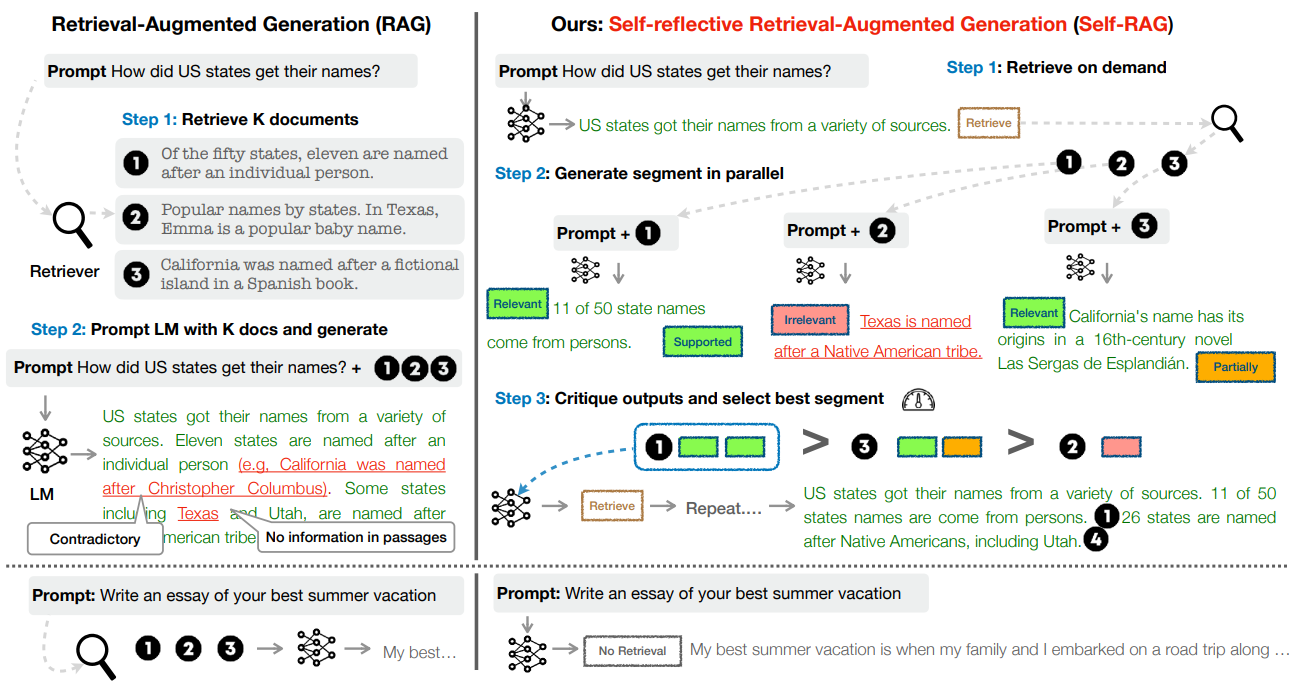 Retrieval-Augmented Generation (RAG)
Prompt How did US states get their names?
Step 1: Retrieve K documents
1 Of the fifty states, eleven are named
after an individual person.
2 Popular names by states. In Texas,
Emma is a popular baby name.
3 California was named after a fictional
island in a Spanish book.
Retriever
Step 2: Prompt LM with K docs and generate
Prompt How did US states get their names? + 1 2 3
LM
US states got their names from a variety of
sources. Eleven states are named after an
individual person (e.g, California was named
after Christopher Columbus). Some states
including Texas and Utah, are named after
merican tribe
Contradictory
No information in passages
Prompt: Write an essay of your best summer vacation
1 2 3
My best...
Ours: Self-reflective Retrieval-Augmented Generation (Self-RAG)
Prompt How did US states get their names?
Step 1: Retrieve on demand
US states got their names from a variety of sources. Retrieve
1 2 3
Step 2: Generate segment in parallel
Prompt + 1
Relevant 11 of 50 state names
come from persons. Supported
Prompt + 2
Irrelevant Texas is named
after a Native American tribe.
Prompt + 3
Relevant California's name has its
origins in a 16th-century novel
Las Sergas de Esplandián. Partially
Step 3: Critique outputs and select best segment
1 > 3 > 2
Retrieve
Repeat....
US states got their names from a variety of sources. 11 of 50
states names are come from persons. 1 26 states are named
after Native Americans, including Utah. 4
Prompt: Write an essay of your best summer vacation
No Retrieval
My best summer vacation is when my family and I embarked on a road trip along ...